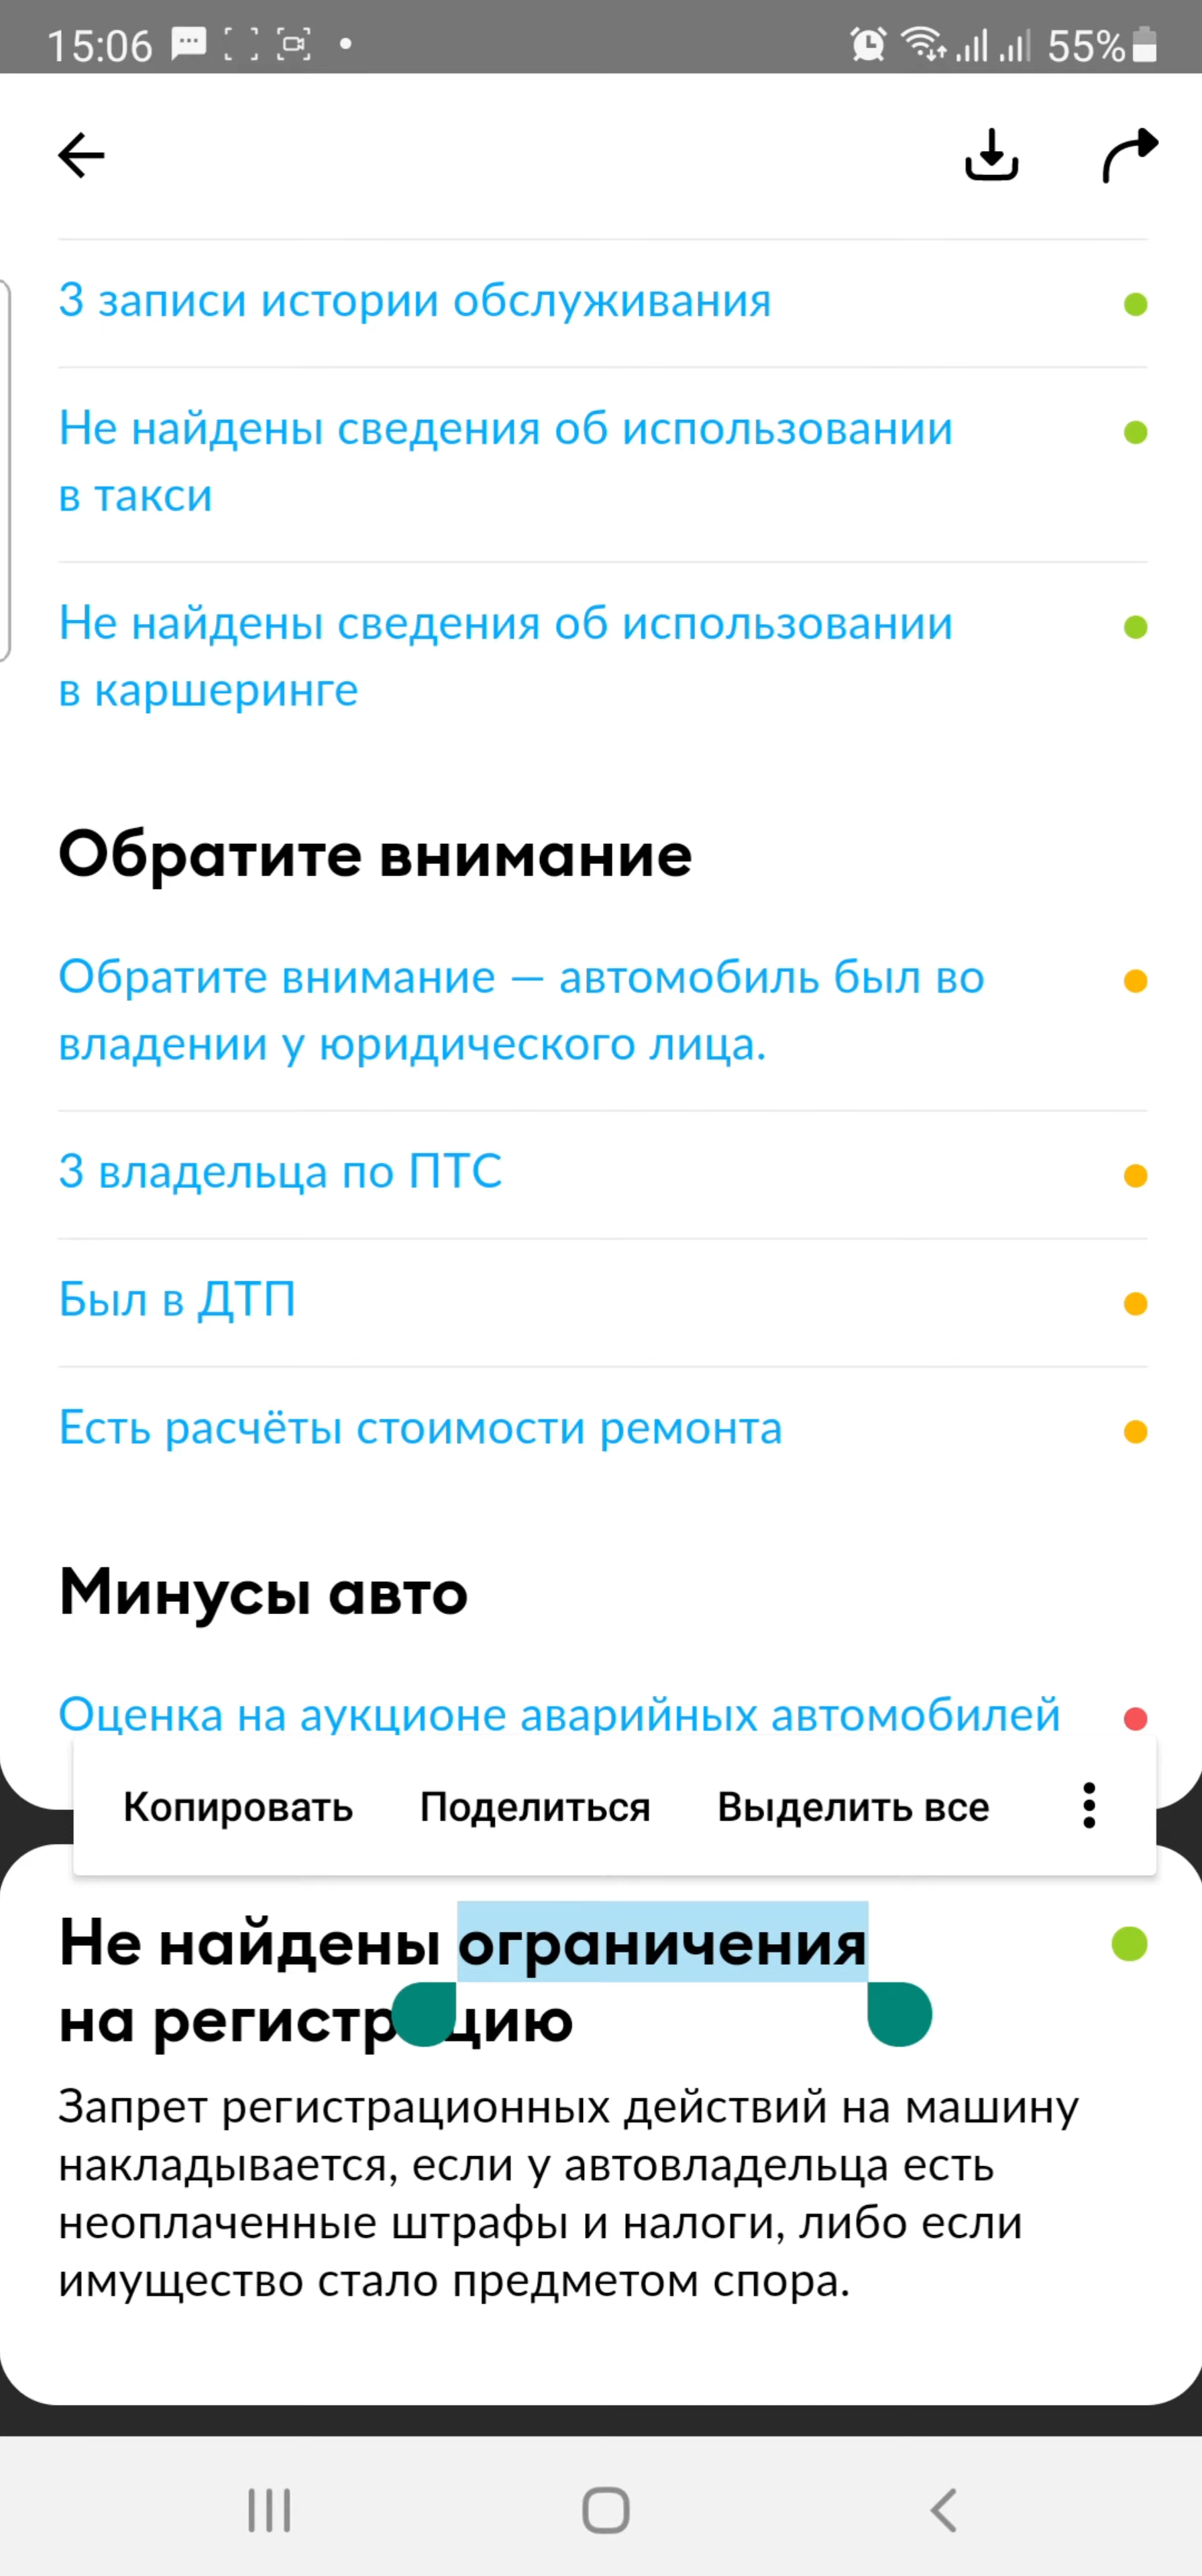 15:06
55%
3 записи истории обслуживания
Не найдены сведения об использовании
в такси
Не найдены сведения об использовании
в каршеринге
Обратите внимание
Обратите внимание — автомобиль был во
владении у юридического лица.
3 владельца по ПТС
Был в ДТП
Есть расчёты стоимости ремонта
Минусы авто
Оценка на аукционе аварийных автомобилей
Копировать Поделиться Выделить все
Не найдены ограничения
на регистрацию
Запрет регистрационных действий на машину
накладывается, если у автовладельца есть
неоплаченные штрафы и налоги, либо если
имущество стало предметом спора.